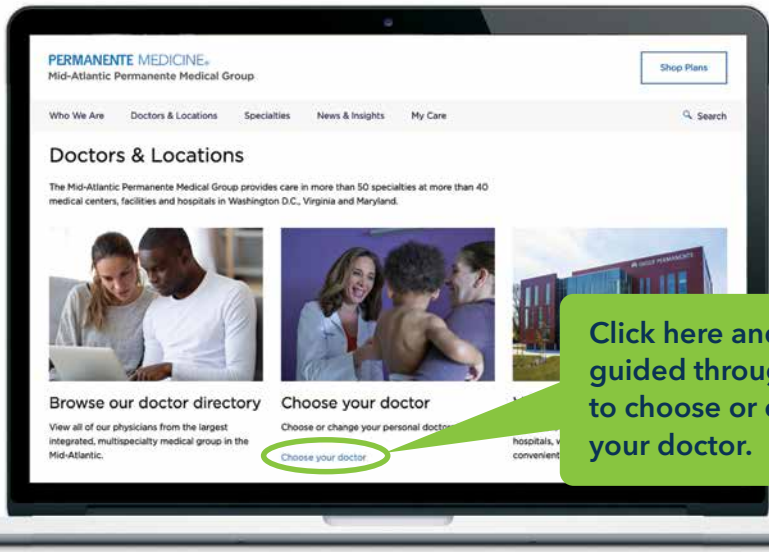 PERMANENTE MEDICINE®
Mid-Atlantic Permanente Medical Group
Shop Plans
Who We Are Doctors & Locations Specialties News & Insights My Care Search
Doctors & Locations
The Mid-Atlantic Permanente Medical Group provides care in more than 50 specialties at more than 40
medical centers, facilities and hospitals in Washington D.C., Virginia and Maryland.
KAISER PERMANENTE
Browse our doctor directory
View all of our physicians from the largest
integrated, multispecialty medical group in the
Mid-Atlantic.
Choose your doctor
Choose or change your personal doctor
Choose your doctor
hospitals,
convenient
Click here and
guided
to choose or
your doctor.